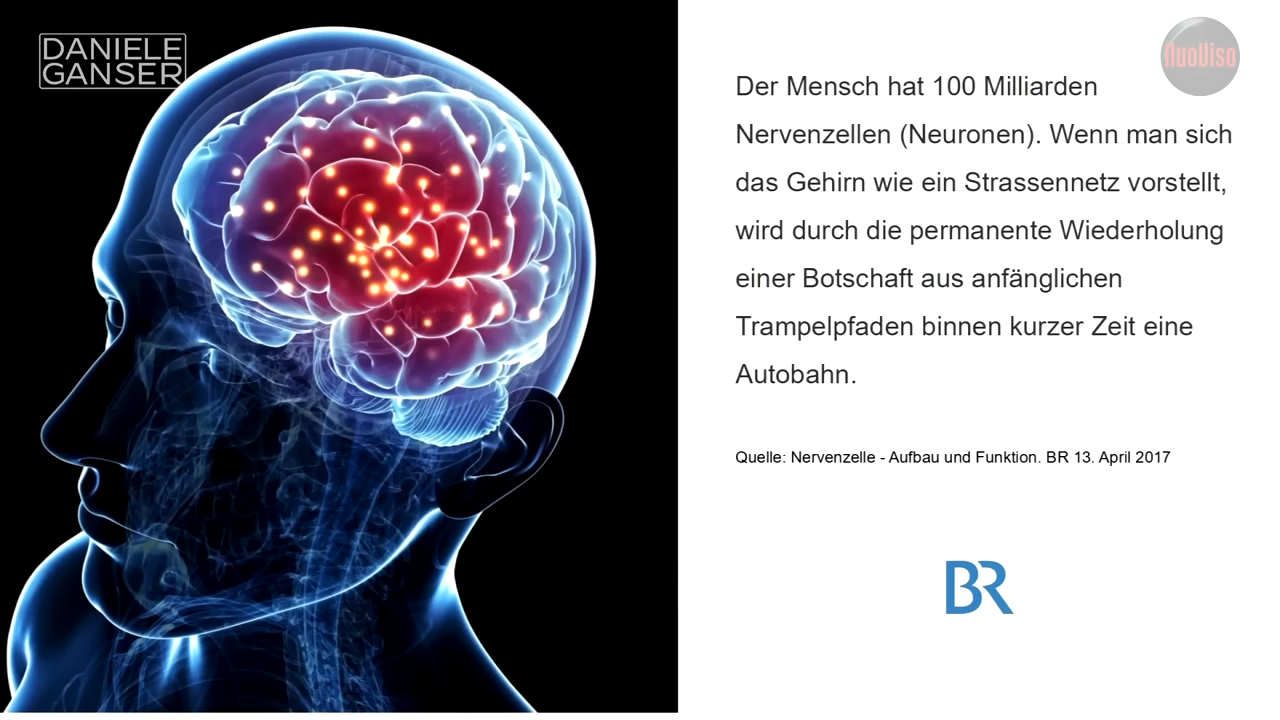 DANIELE
GANSER
NuoViso
Der Mensch hat 100 Milliarden
Nervenzellen (Neuronen). Wenn man sich
das Gehirn wie ein Strassennetz vorstellt,
wird durch die permanente Wiederholung
einer Botschaft aus anfänglichen
Trampelpfaden binnen kurzer Zeit eine
Autobahn.
Quelle: Nervenzelle - Aufbau und Funktion. BR 13. April 2017
BR